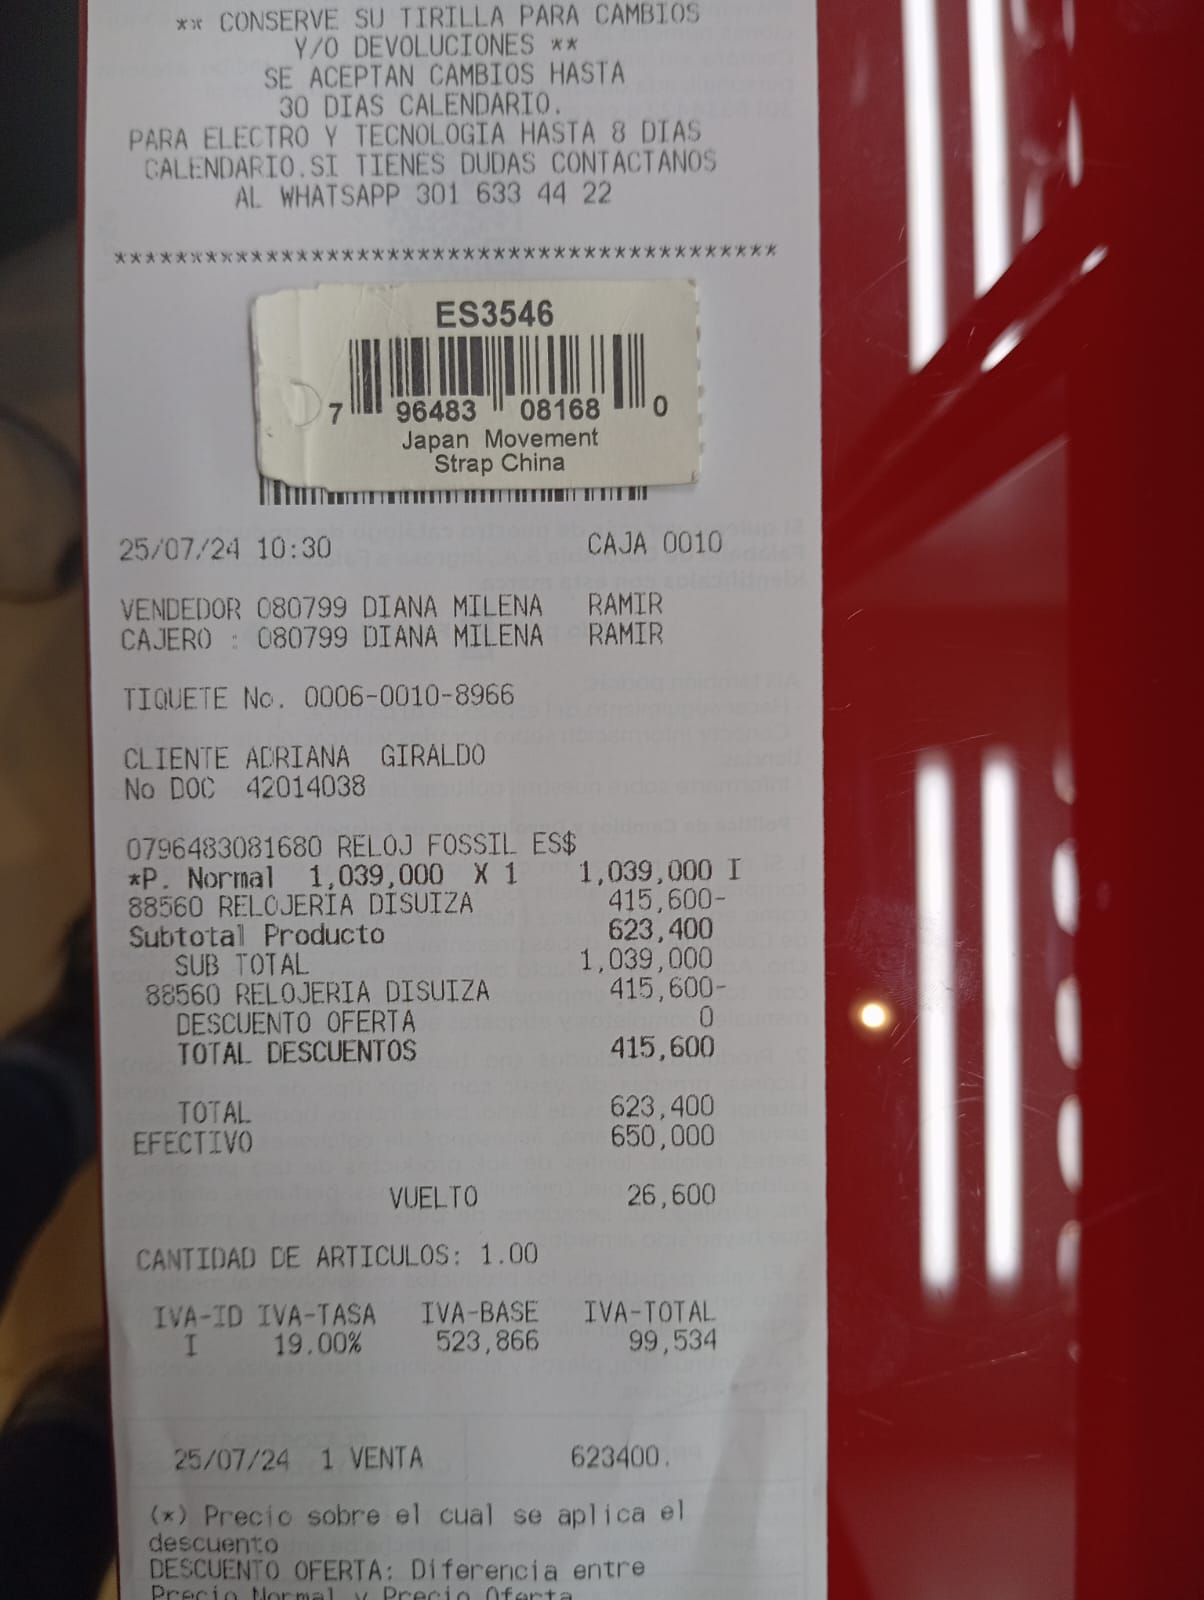 ** CONSERVE SU TIRILLA PARA CAMBIOS
Y/O DEVOLUCIONES **
SE ACEPTAN CAMBIOS HASTA
30 DIAS CALENDARIO.
PARA ELECTRO Y TECNOLOGIA HASTA 8 DIAS
CALENDARIO.SI TIENES DUDAS CONTACTANOS
AL WHATSAPP 301 633 44 22
********************************************
ES3546
7 96483 08168 0
Japan Movement
Strap China
25/07/24 10:30 CAJA 0010
VENDEDOR 080799 DIANA MILENA RAMIR
CAJERO : 080799 DIANA MILENA RAMIR
TIQUETE No. 0006-0010-8966
CLIENTE ADRIANA GIRALDO
No DOC 42014038
0796483081680 RELOJ FOSSIL ES$
*P. Normal 1,039,000 X 1 1,039,000 I
88560 RELOJERIA DISUIZA 415,600-
Subtotal Producto 623,400
SUB TOTAL 1,039,000
88560 RELOJERIA DISUIZA 415,600-
DESCUENTO OFERTA 0
TOTAL DESCUENTOS 415,600
TOTAL 623,400
EFECTIVO 650,000
VUELTO 26,600
CANTIDAD DE ARTICULOS: 1.00
IVA-ID IVA-TASA IVA-BASE IVA-TOTAL
I 19.00% 523,866 99,534
25/07/24 1 VENTA 623400.
(*) Precio sobre el cual se aplica el
descuento
DESCUENTO OFERTA: Diferencia entre
Precio Normal y Precio Oferta